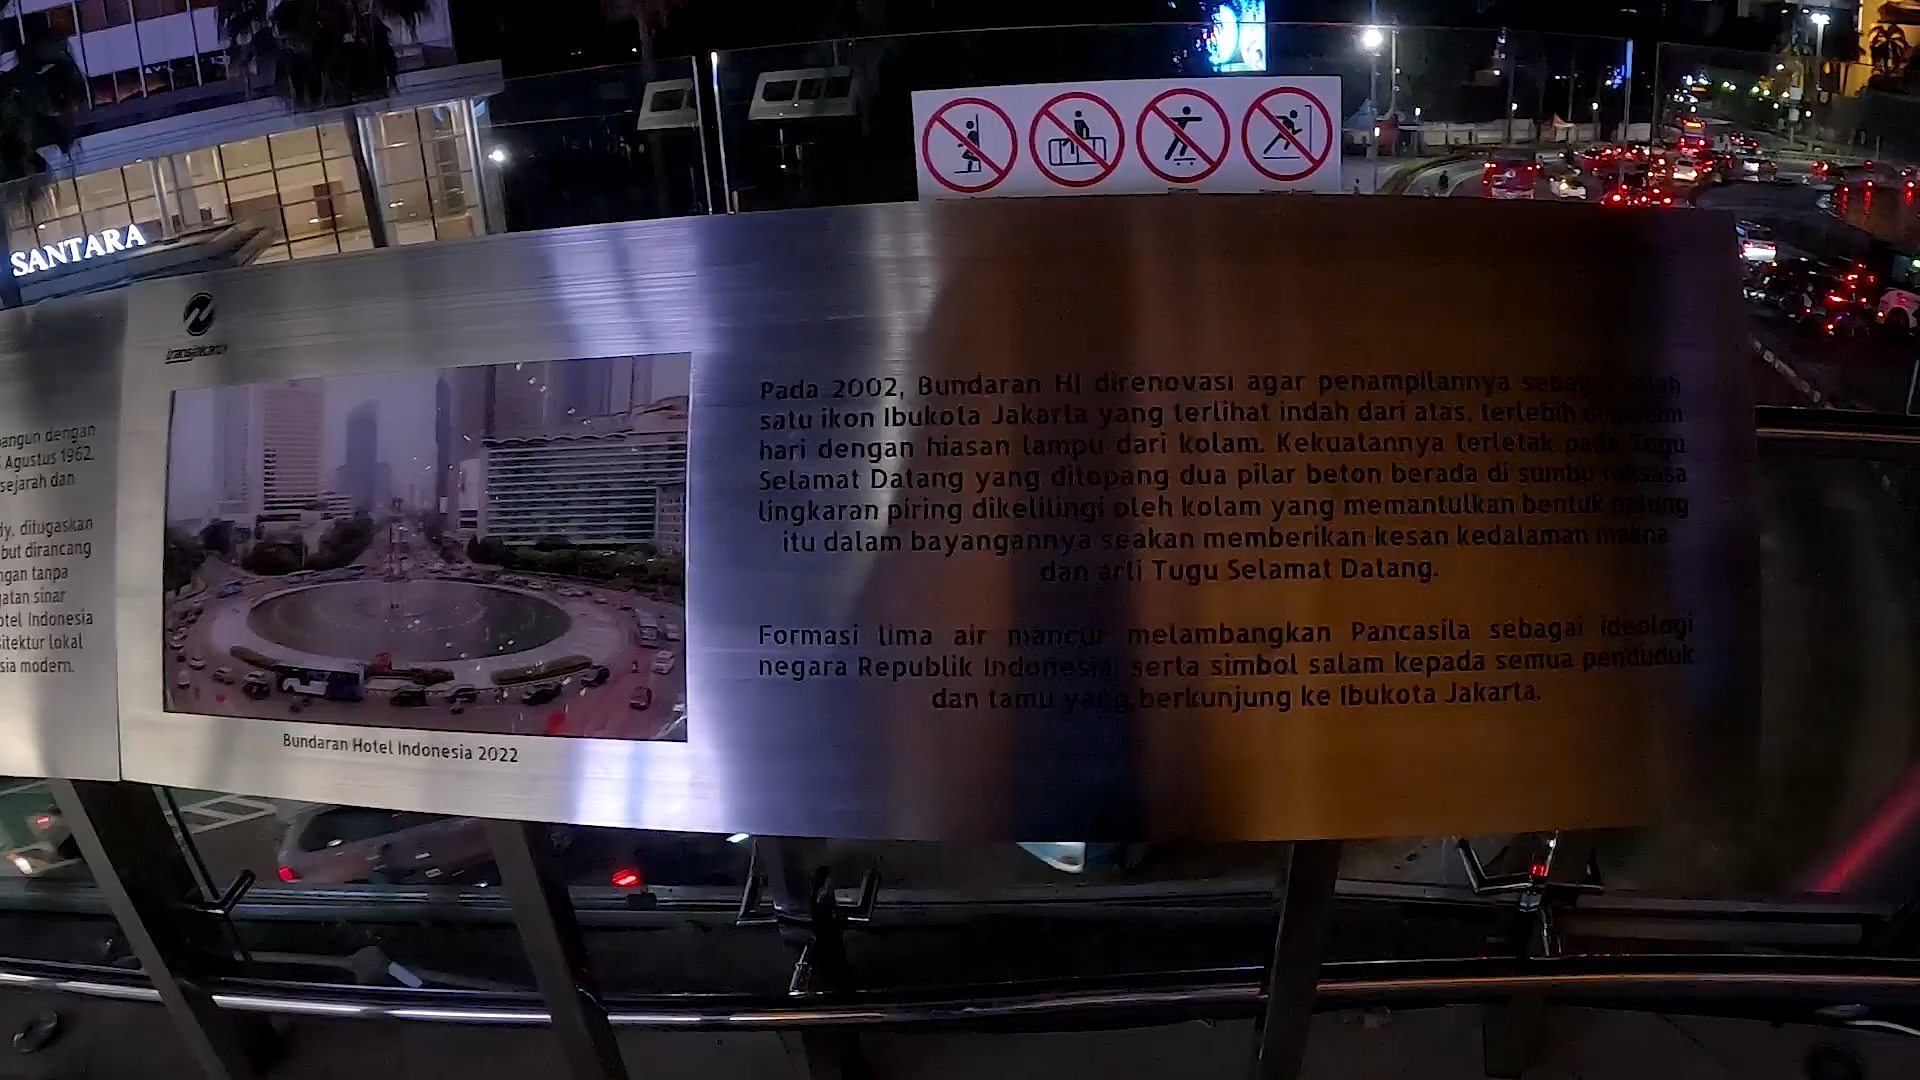 SANTARA
transjakarta
angun dengan
Agustus 1962,
sejarah dan
dy, ditugaskan
but dirancang
ngan tanpa
gatan sinar
otel Indonesia
sitektur lokal
sia modern.
Bundaran Hotel Indonesia 2022
Pada 2002, Bundaran HI direnovasi agar penampilannya sebagai salah
satu ikon Ibukota Jakarta yang terlihat indah dari atas, terlebih di malam
hari dengan hiasan lampu dari kolam. Kekuatannya terletak pada Tugu
Selamat Datang yang ditopang dua pilar beton berada di sumbu raksasa
lingkaran piring dikelilingi oleh kolam yang memantulkan bentuk patung
itu dalam bayangannya seakan memberikan kesan kedalaman makna
dan arti Tugu Selamat Datang.
Formasi lima air mancur melambangkan Pancasila sebagai ideologi
negara Republik Indonesia serta simbol salam kepada semua penduduk
dan tamu yang berkunjung ke Ibukota Jakarta.